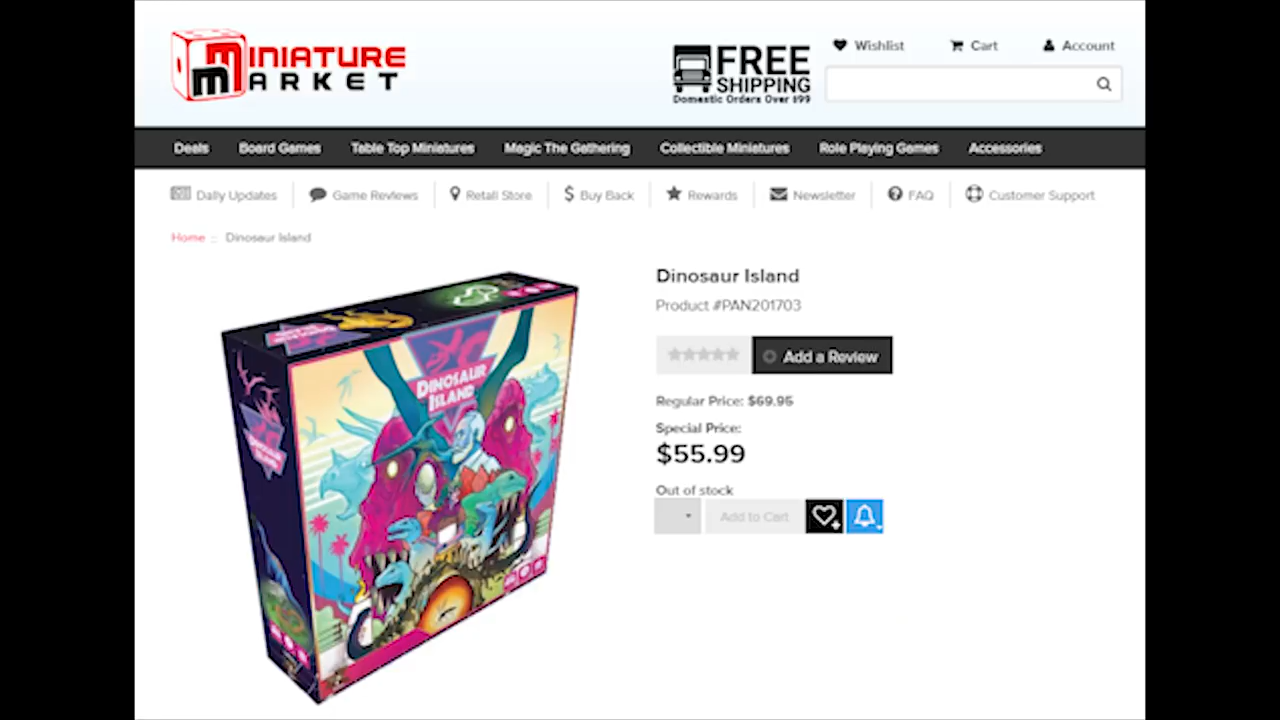 MINIATURE
MARKET
FREE
SHIPPING
Domestic Orders Over $99
Wishlist
Cart
Account
Deals
Board Games
Table Top Miniatures
Magic The Gathering
Collectible Miniatures
Role Playing Games
Accessories
Daily Updates
Game Reviews
Retail Store
$ Buy Back
Rewards
Newsletter
FAQ
Customer Support
Home :: Dinosaur Island
DINOSAUR
ISLAND
Dinosaur Island
Product #PAN201703
Add a Review
Regular Price: $69.95
Special Price:
$55.99
Out of stock
Add to Cart